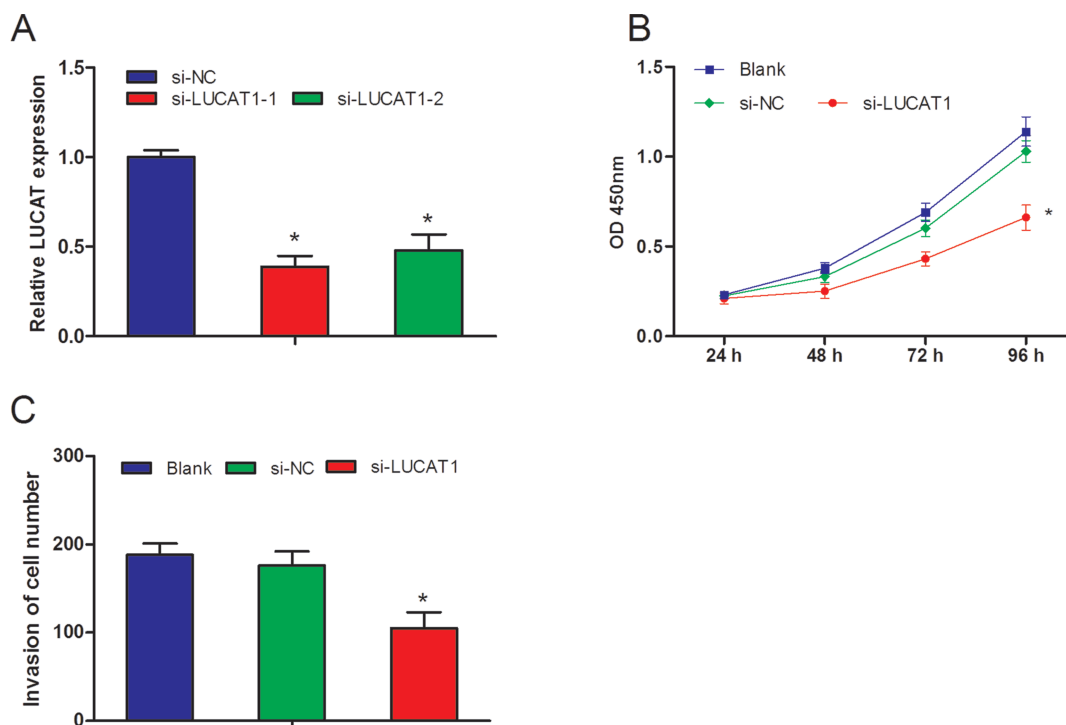 A
Relative LUCAT expression
1.5
1.0
0.5
0.0
si-NC
si-LUCAT1-1 si-LUCAT1-2
*
*
B
OD 450nm
1.5
1.0
0.5
0.0
Blank
si-NC si-LUCAT1
*
24 h 48 h 72 h 96 h
C
Invasion of cell number
300
200
100
0
Blank si-NC si-LUCAT1
*